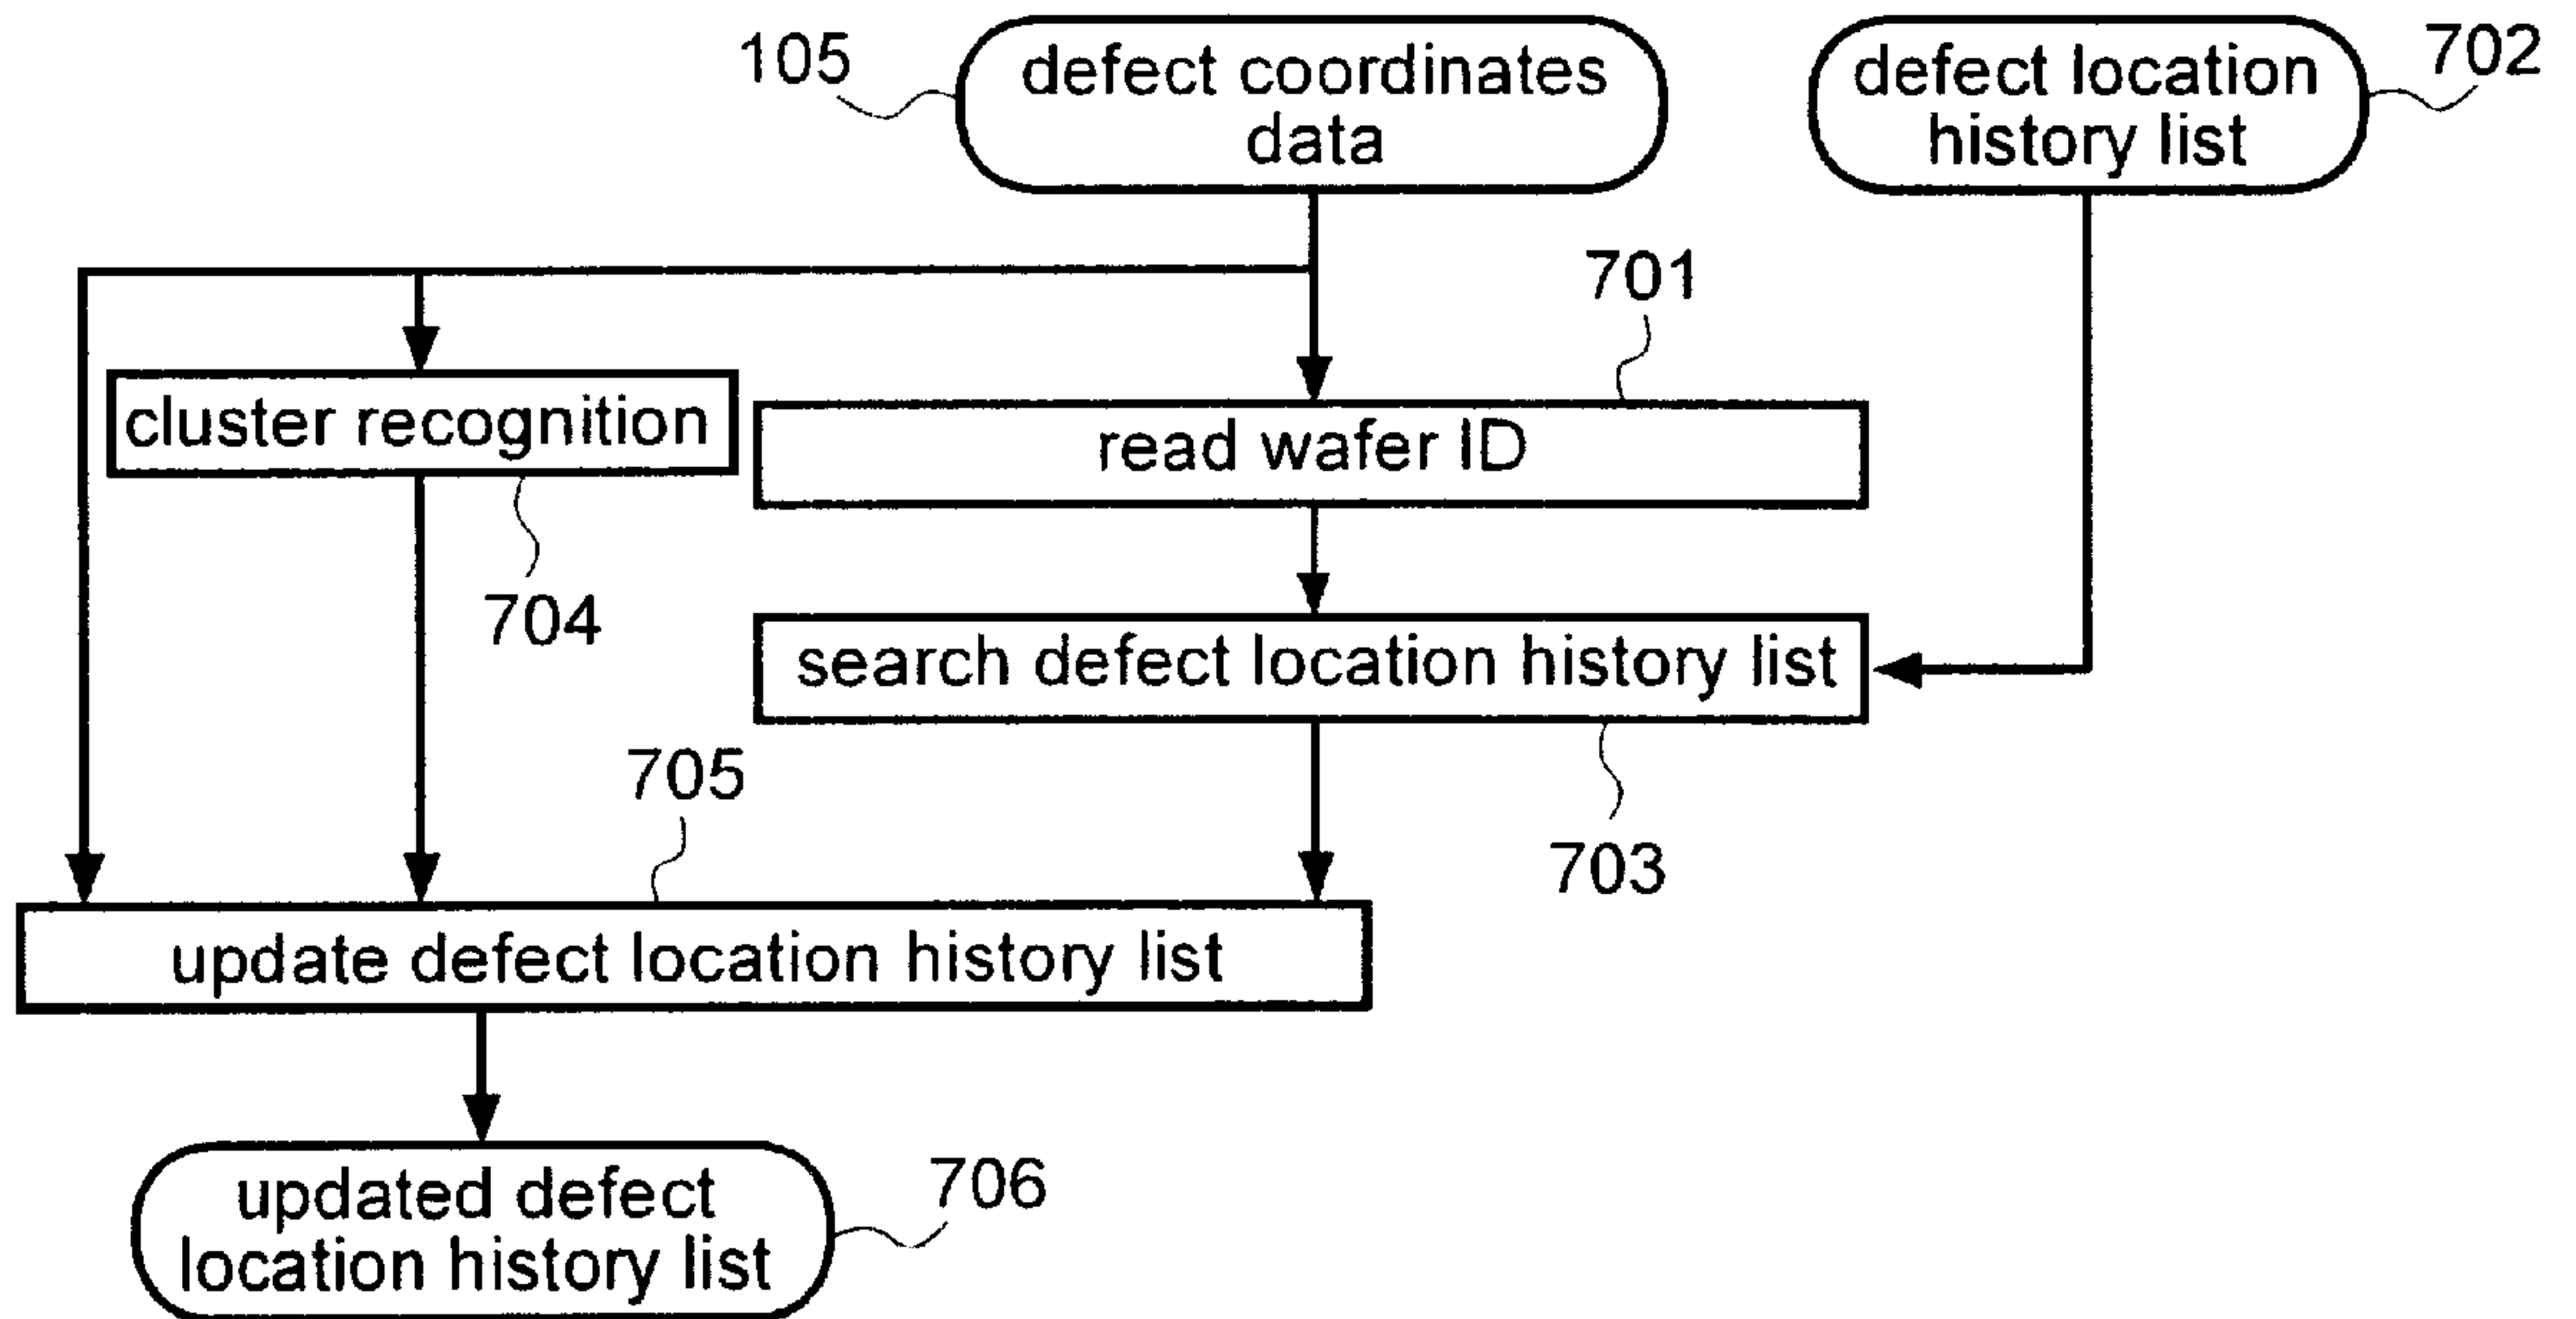 105
defect coordinates
data
defect location
history list
702
701
cluster recognition
read wafer ID
704
search defect location history list
705
703
update defect location history list
updated defect
location history list
706